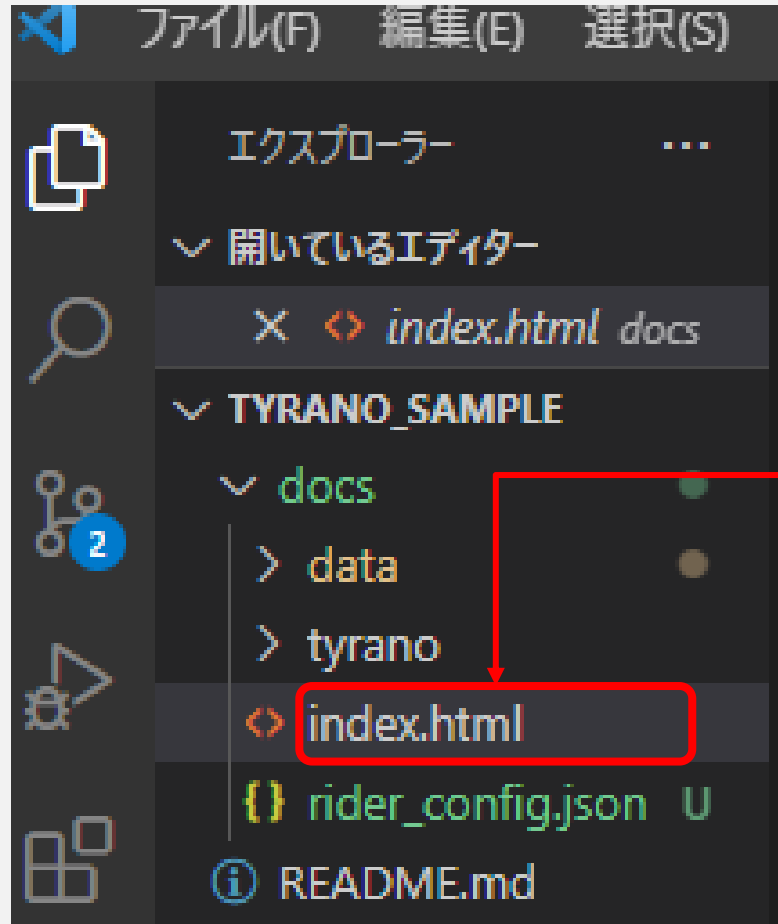 ファイル(F) 編集(E) 選択(S)
エクスプローラー ...
開いているエディター
index.html docs
TYRANO_SAMPLE
docs
2
data
tyrano
index.html
rider_config.json U
README.md